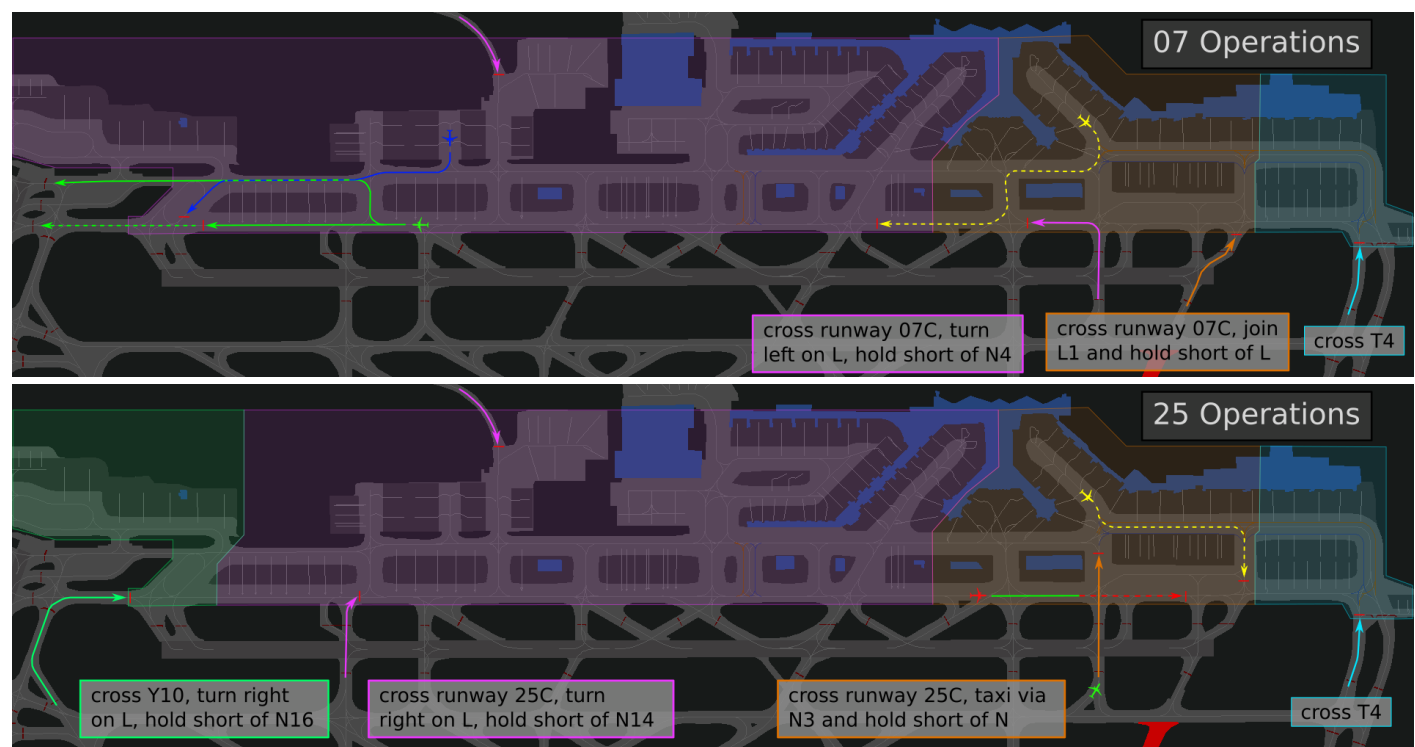 07 Operations
cross runway 07C, turn
left on L, hold short of N4
cross runway 07C, join
L1 and hold short of L
cross T4
25 Operations
cross Y10, turn right
on L, hold short of N16
cross runway 25C, turn
right on L, hold short of N14
cross runway 25C, taxi via
N3 and hold short of N
cross T4